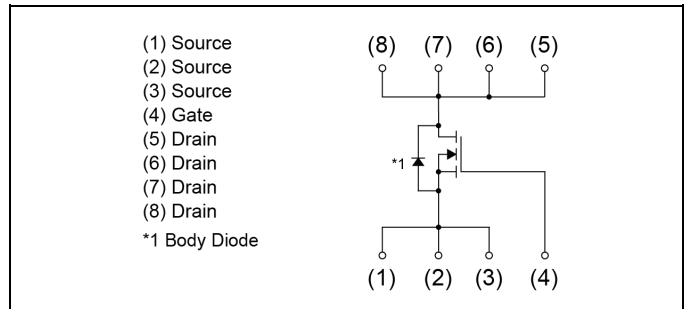 (1) Source
(2) Source
(3) Source
(4) Gate
(5) Drain
(6) Drain
(7) Drain
(8) Drain
*1 Body Diode
(8) (7) (6) (5)
*1
(1) (2) (3) (4)